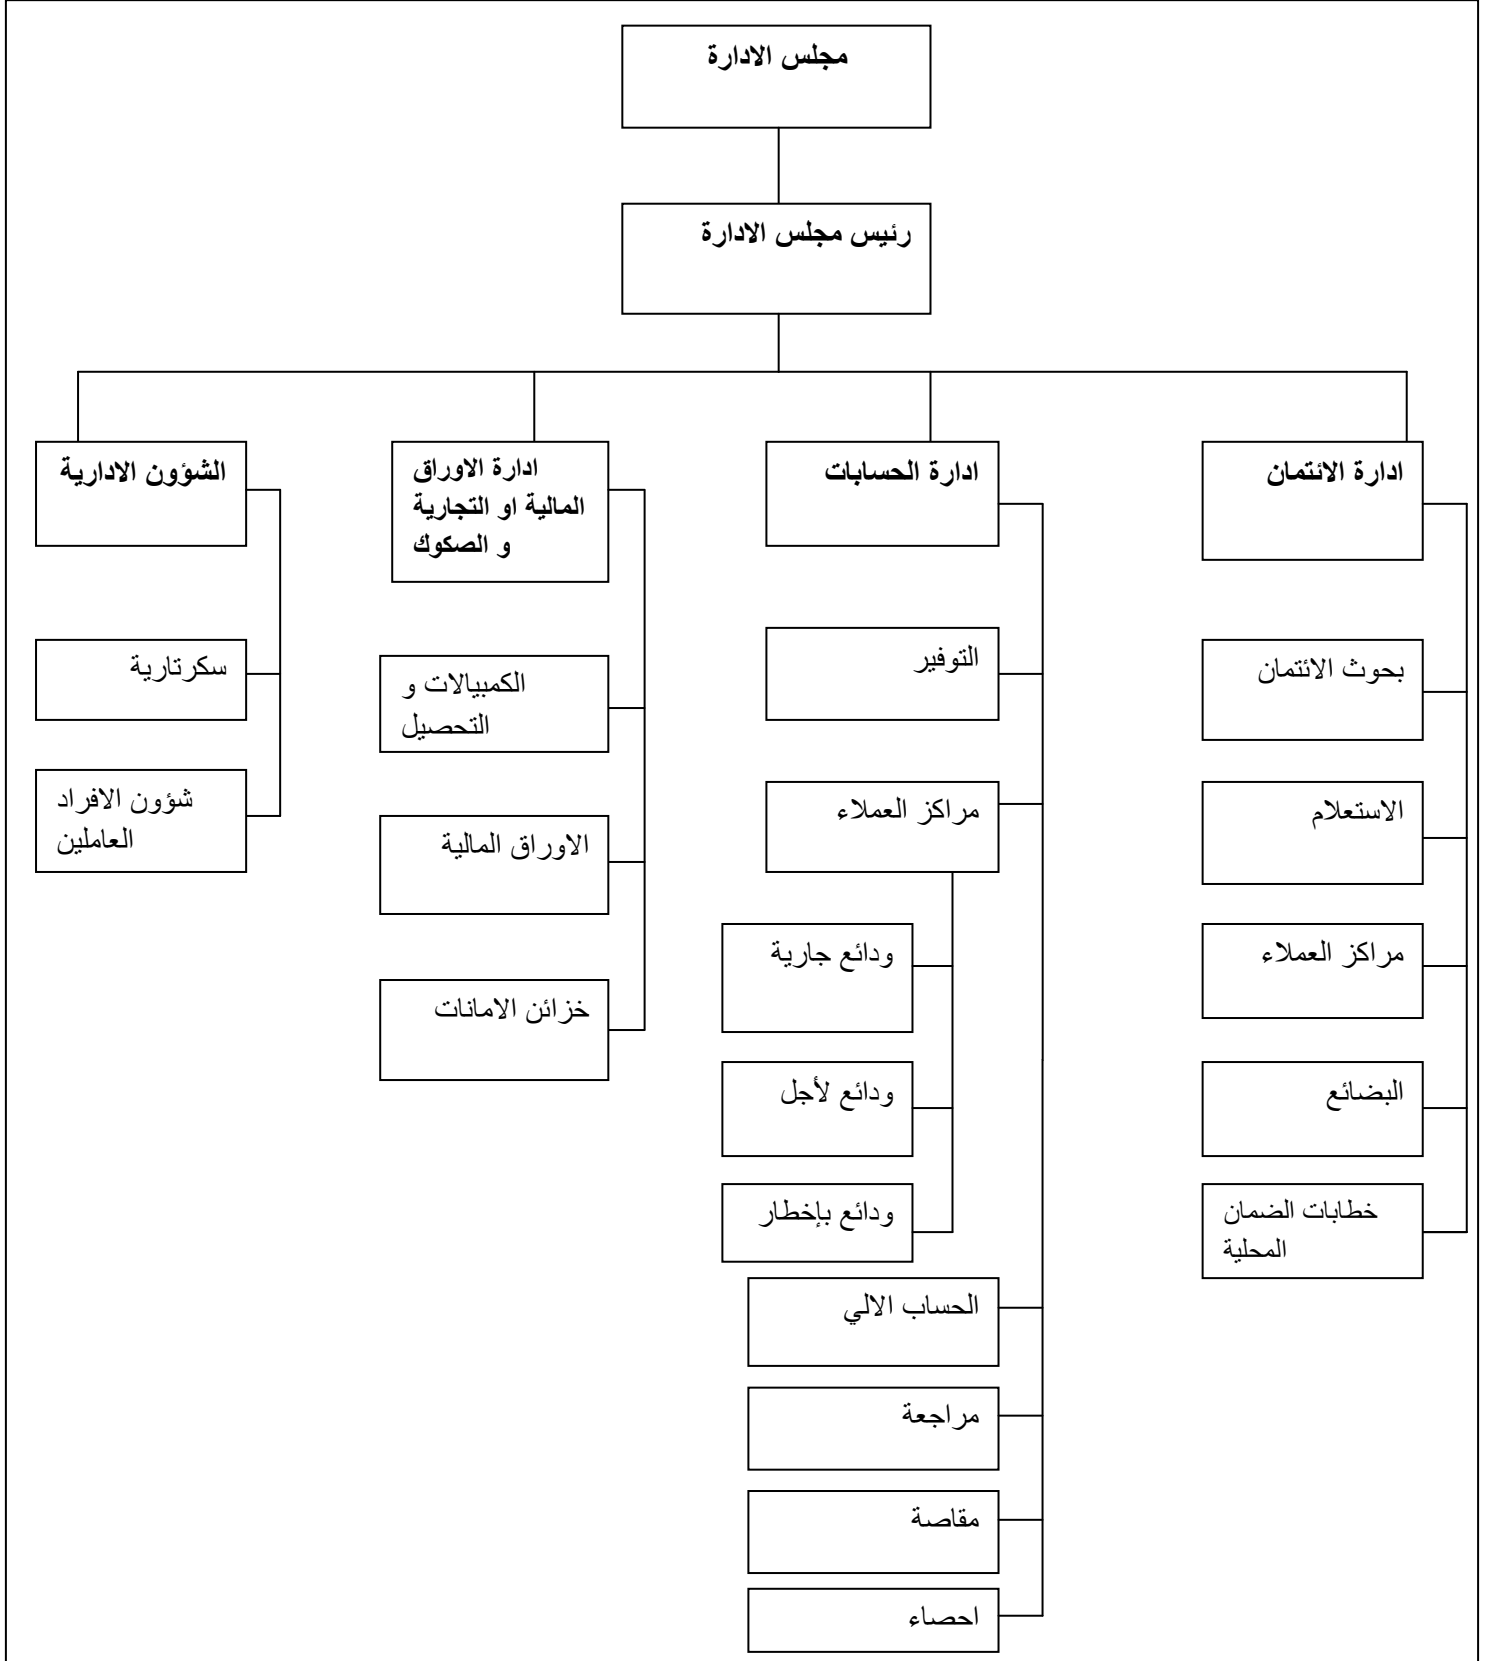 مجلس الادارة
رئيس مجلس الادارة
ادارة الائتمان
بحوث الائتمان
الاستعلام
مراكز العملاء
البضائع
خطابات الضمان
المحلية
ادارة الحسابات
التوفير
مراكز العملاء
ودائع جارية
ودائع لأجل
ودائع بإخطار
الحساب الالي
مراجعة
مقاصة
احصاء
ادارة الاوراق
المالية او التجارية
و الصكوك
الكمبيالات و
التحصيل
الاوراق المالية
خزائن الامانات
الشؤون الادارية
سكرتارية
شؤون الافراد
العاملين